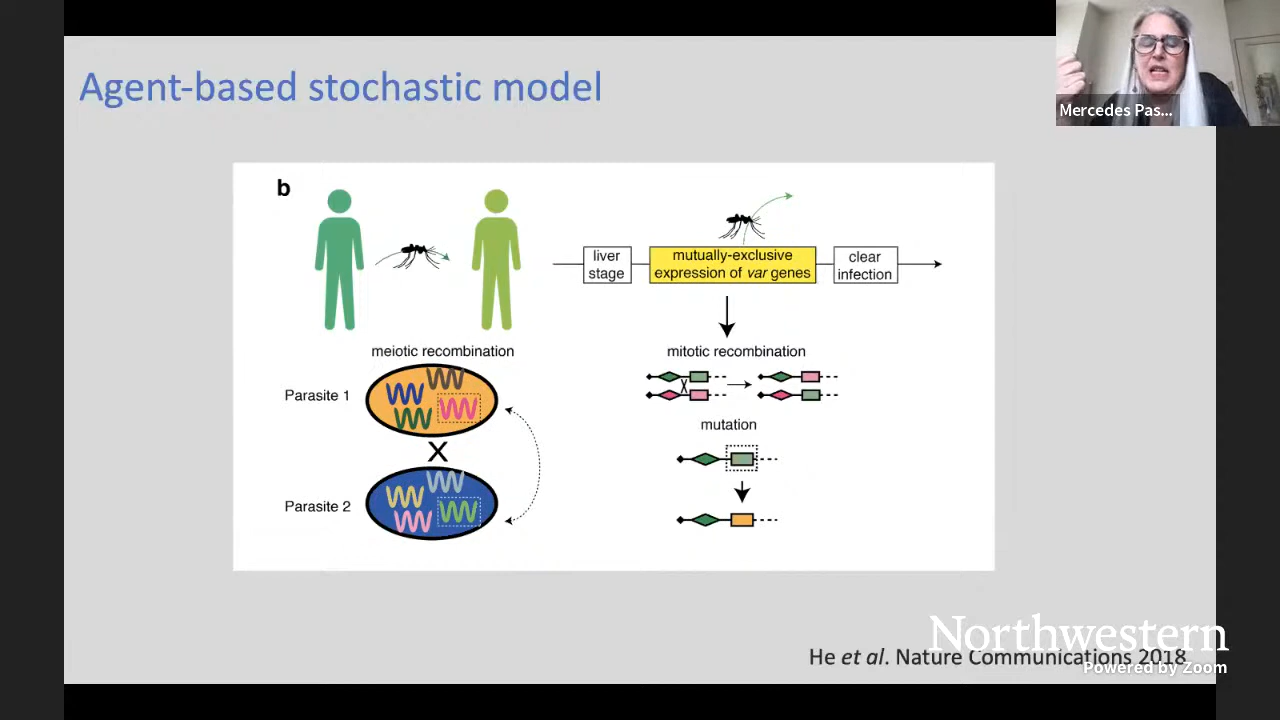 Agent-based stochastic model
Mercedes Pas...
b
liver
stage
mutually-exclusive
expression of var genes
clear
infection
meiotic recombination
Parasite 1
X
Parasite 2
mitotic recombination
X
mutation
Northwestern
He et al. Nature Communications 2018
Powered by Zoom